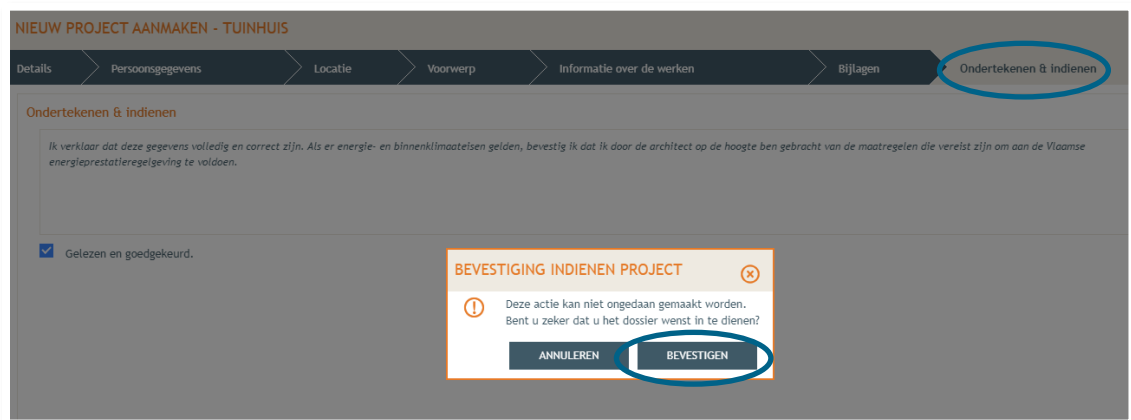 NIEUW PROJECT AANMAKEN - TUINHUIS
Details Persoonsgegevens Locatie Voorwerp Informatie over de werken Bijlagen Ondertekenen & indienen
Ondertekenen & indienen
Ik verklaar dat deze gegevens volledig en correct zijn. Als er energie- en binnenklimaateisen gelden, bevestig ik dat ik door de architect op de hoogte ben gebracht van de maatregelen die vereist zijn om aan de Vlaamse
energieprestatieregelgeving te voldoen.
Gelezen en goedgekeurd.
BEVESTIGING INDIENEN PROJECT
Deze actie kan niet ongedaan gemaakt worden.
Bent u zeker dat u het dossier wenst in te dienen?
ANNULEREN BEVESTIGEN